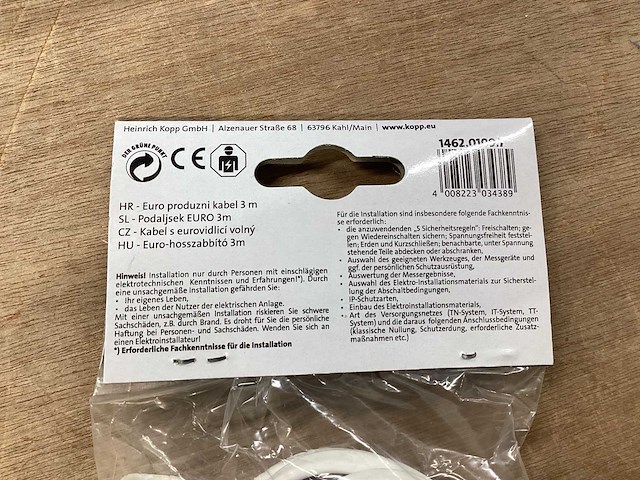 Heinrich Kopp GmbH | Alzenauer Straße 68 | 63796 Kahl/Main | www.kopp.eu
DER GRÜNE PUNKT
CE
4 008223 034389
HR - Euro produzni kabel 3 m
SL - Podaljsek EURO 3m
CZ - Kabel s eurovidlicí volný
HU - Euro-hosszabbító 3m
Hinweis! Installation nur durch Personen mit einschlägigen
elektrotechnischen Kenntnissen und Erfahrungen!*). Durch
eine unsachgemäße Installation gefährden Sie:
• Ihr eigenes Leben,
• das Leben der Nutzer der elektrischen Anlage.
Mit einer unsachgemäßen Installation riskieren Sie schwere
Sachschäden, z.B. durch Brand. Es droht für Sie die persönliche
Haftung bei Personen- und Sachschäden. Wenden Sie sich an
einen Elektroinstallateur!
*) Erforderliche Fachkenntnisse für die Installation
Für die Installation sind insbesondere folgende Fachkenntnis-
se erforderlich:
• die anzuwendenden „5 Sicherheitsregeln": Freischalten; ge-
gen Wiedereinschalten sichern; Spannungsfreiheit feststel-
len; Erden und Kurzschließen; benachbarte, unter Spannung
stehende Teile abdecken oder abschranken,
• Auswahl des geeigneten Werkzeuges, der Messgeräte und
ggf. der persönlichen Schutzausrüstung,
• Auswertung der Messergebnisse,
• Auswahl des Elektro-Installationsmaterials zur Sicherstel-
lung der Abschaltbedingungen,
• IP-Schutzarten,
• Einbau des Elektroinstallationsmaterials,
• Art des Versorgungsnetzes (TN-System, IT-System, TT-
System) und die daraus folgenden Anschlussbedingungen
(klassische Nullung, Schutzerdung, erforderliche Zusatz-
maßnahmen etc.)